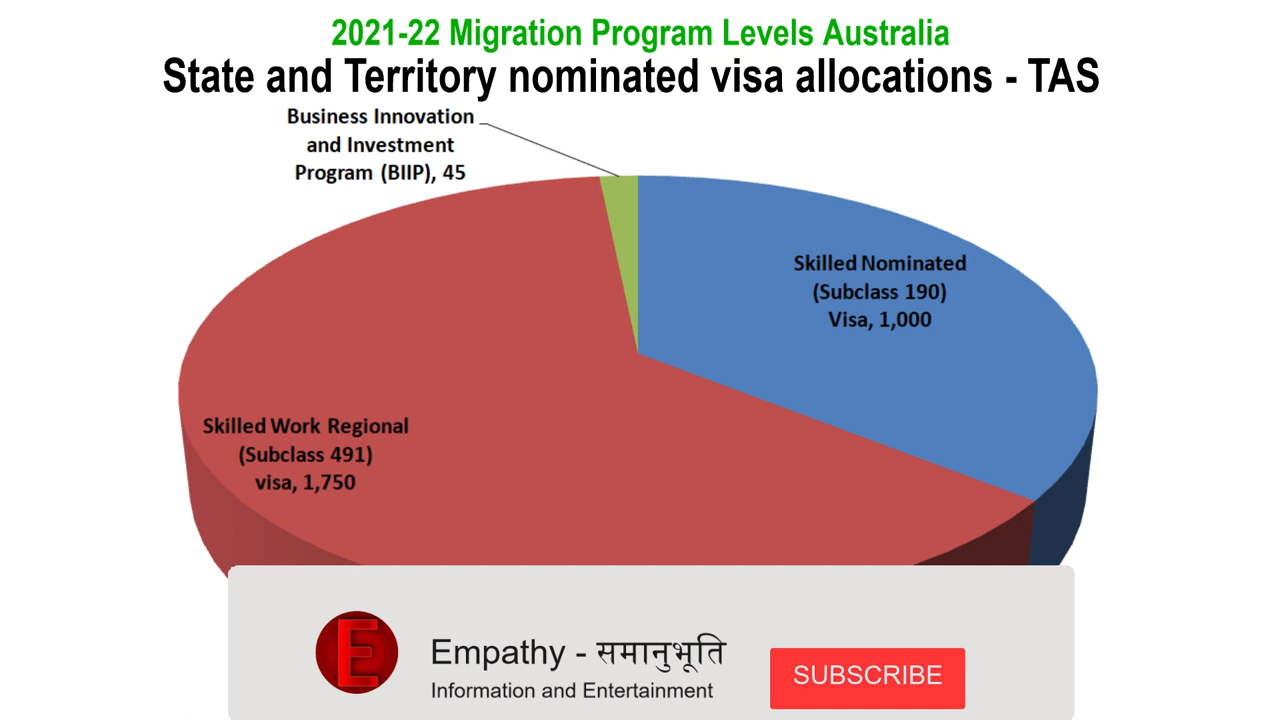 2021-22 Migration Program Levels Australia
State and Territory nominated visa allocations - TAS
Business Innovation
and Investment
Program (BIIP), 45
Skilled Nominated
(Subclass 190)
Visa, 1,000
Skilled Work Regional
(Subclass 491)
visa, 1,750
E
Empathy - समानुभूति
Information and Entertainment
SUBSCRIBE